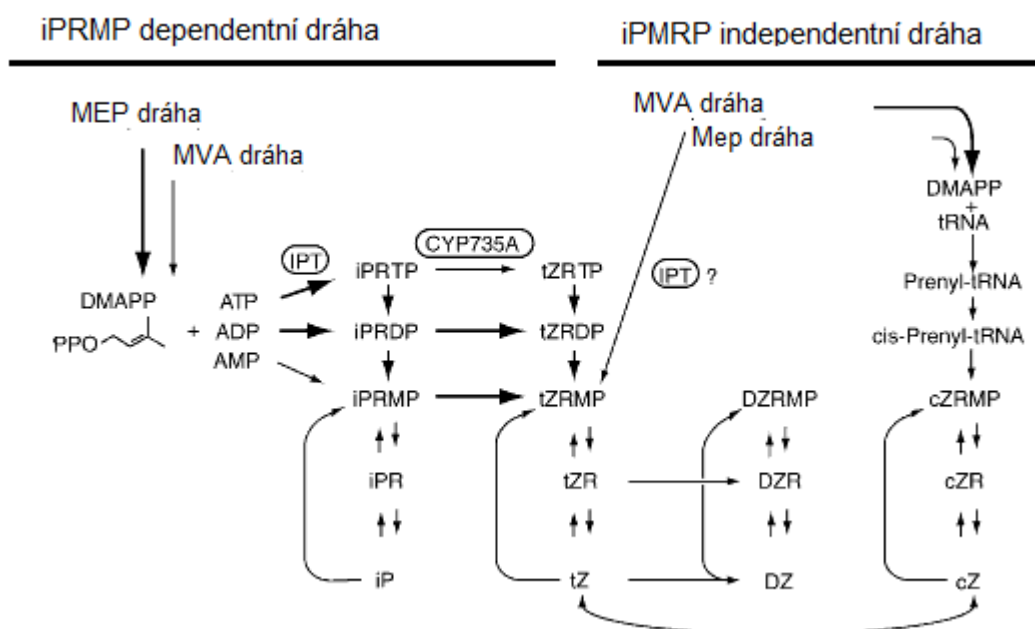 iPRMP dependentní dráha
iPMRP independentní dráha
MEP dráha
MVA dráha
MVA dráha
Mep dráha
DMAPP
+
tRNA
IPT
iPRTP
CYP735A
tZRTP
IPT ?
Prenyl-tRNA
DMAPP
PPO
+
ATP
ADP
AMP
iPRDP
tZRDP
cis-Prenyl-tRNA
iPRMP
tZRMP
DZRMP
cZRMP
iPR
tZR
DZR
cZR
iP
tZ
DZ
cZ